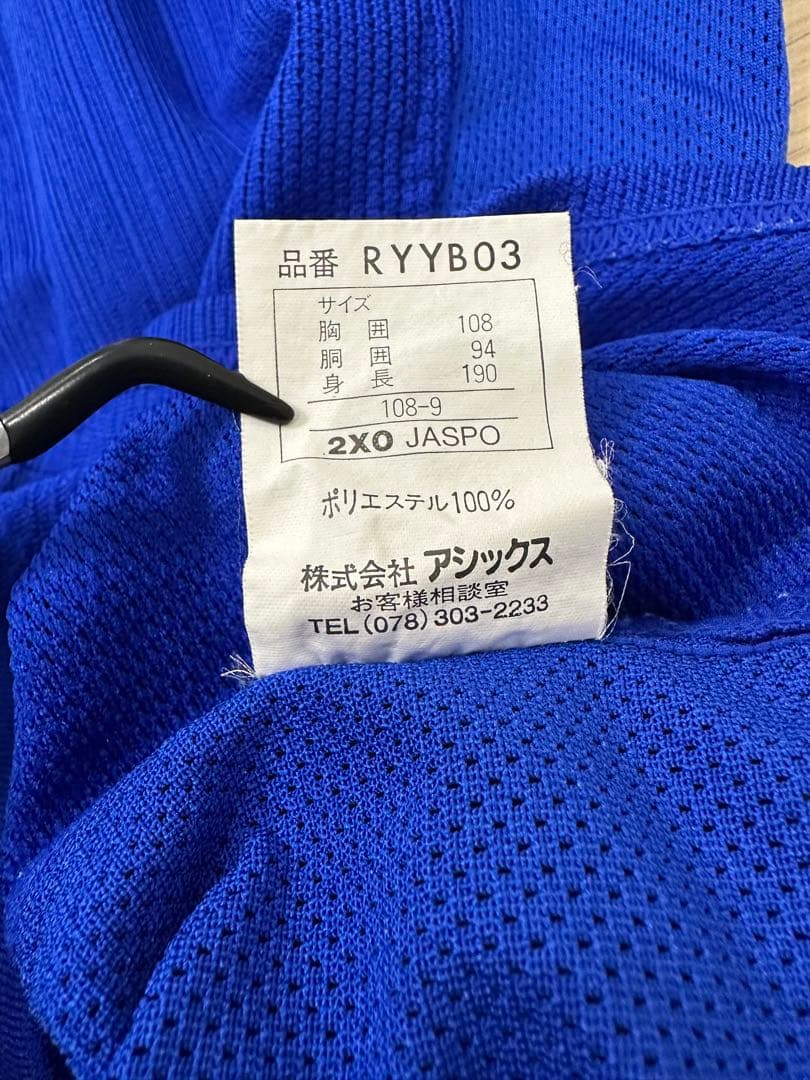 品番 RYYB03
サイズ
胸囲 108
胴囲 94
身長 190
108-9
2XO JASPO
ポリエステル100%
株式会社アシックス
お客様相談室
TEL(078)303-2233